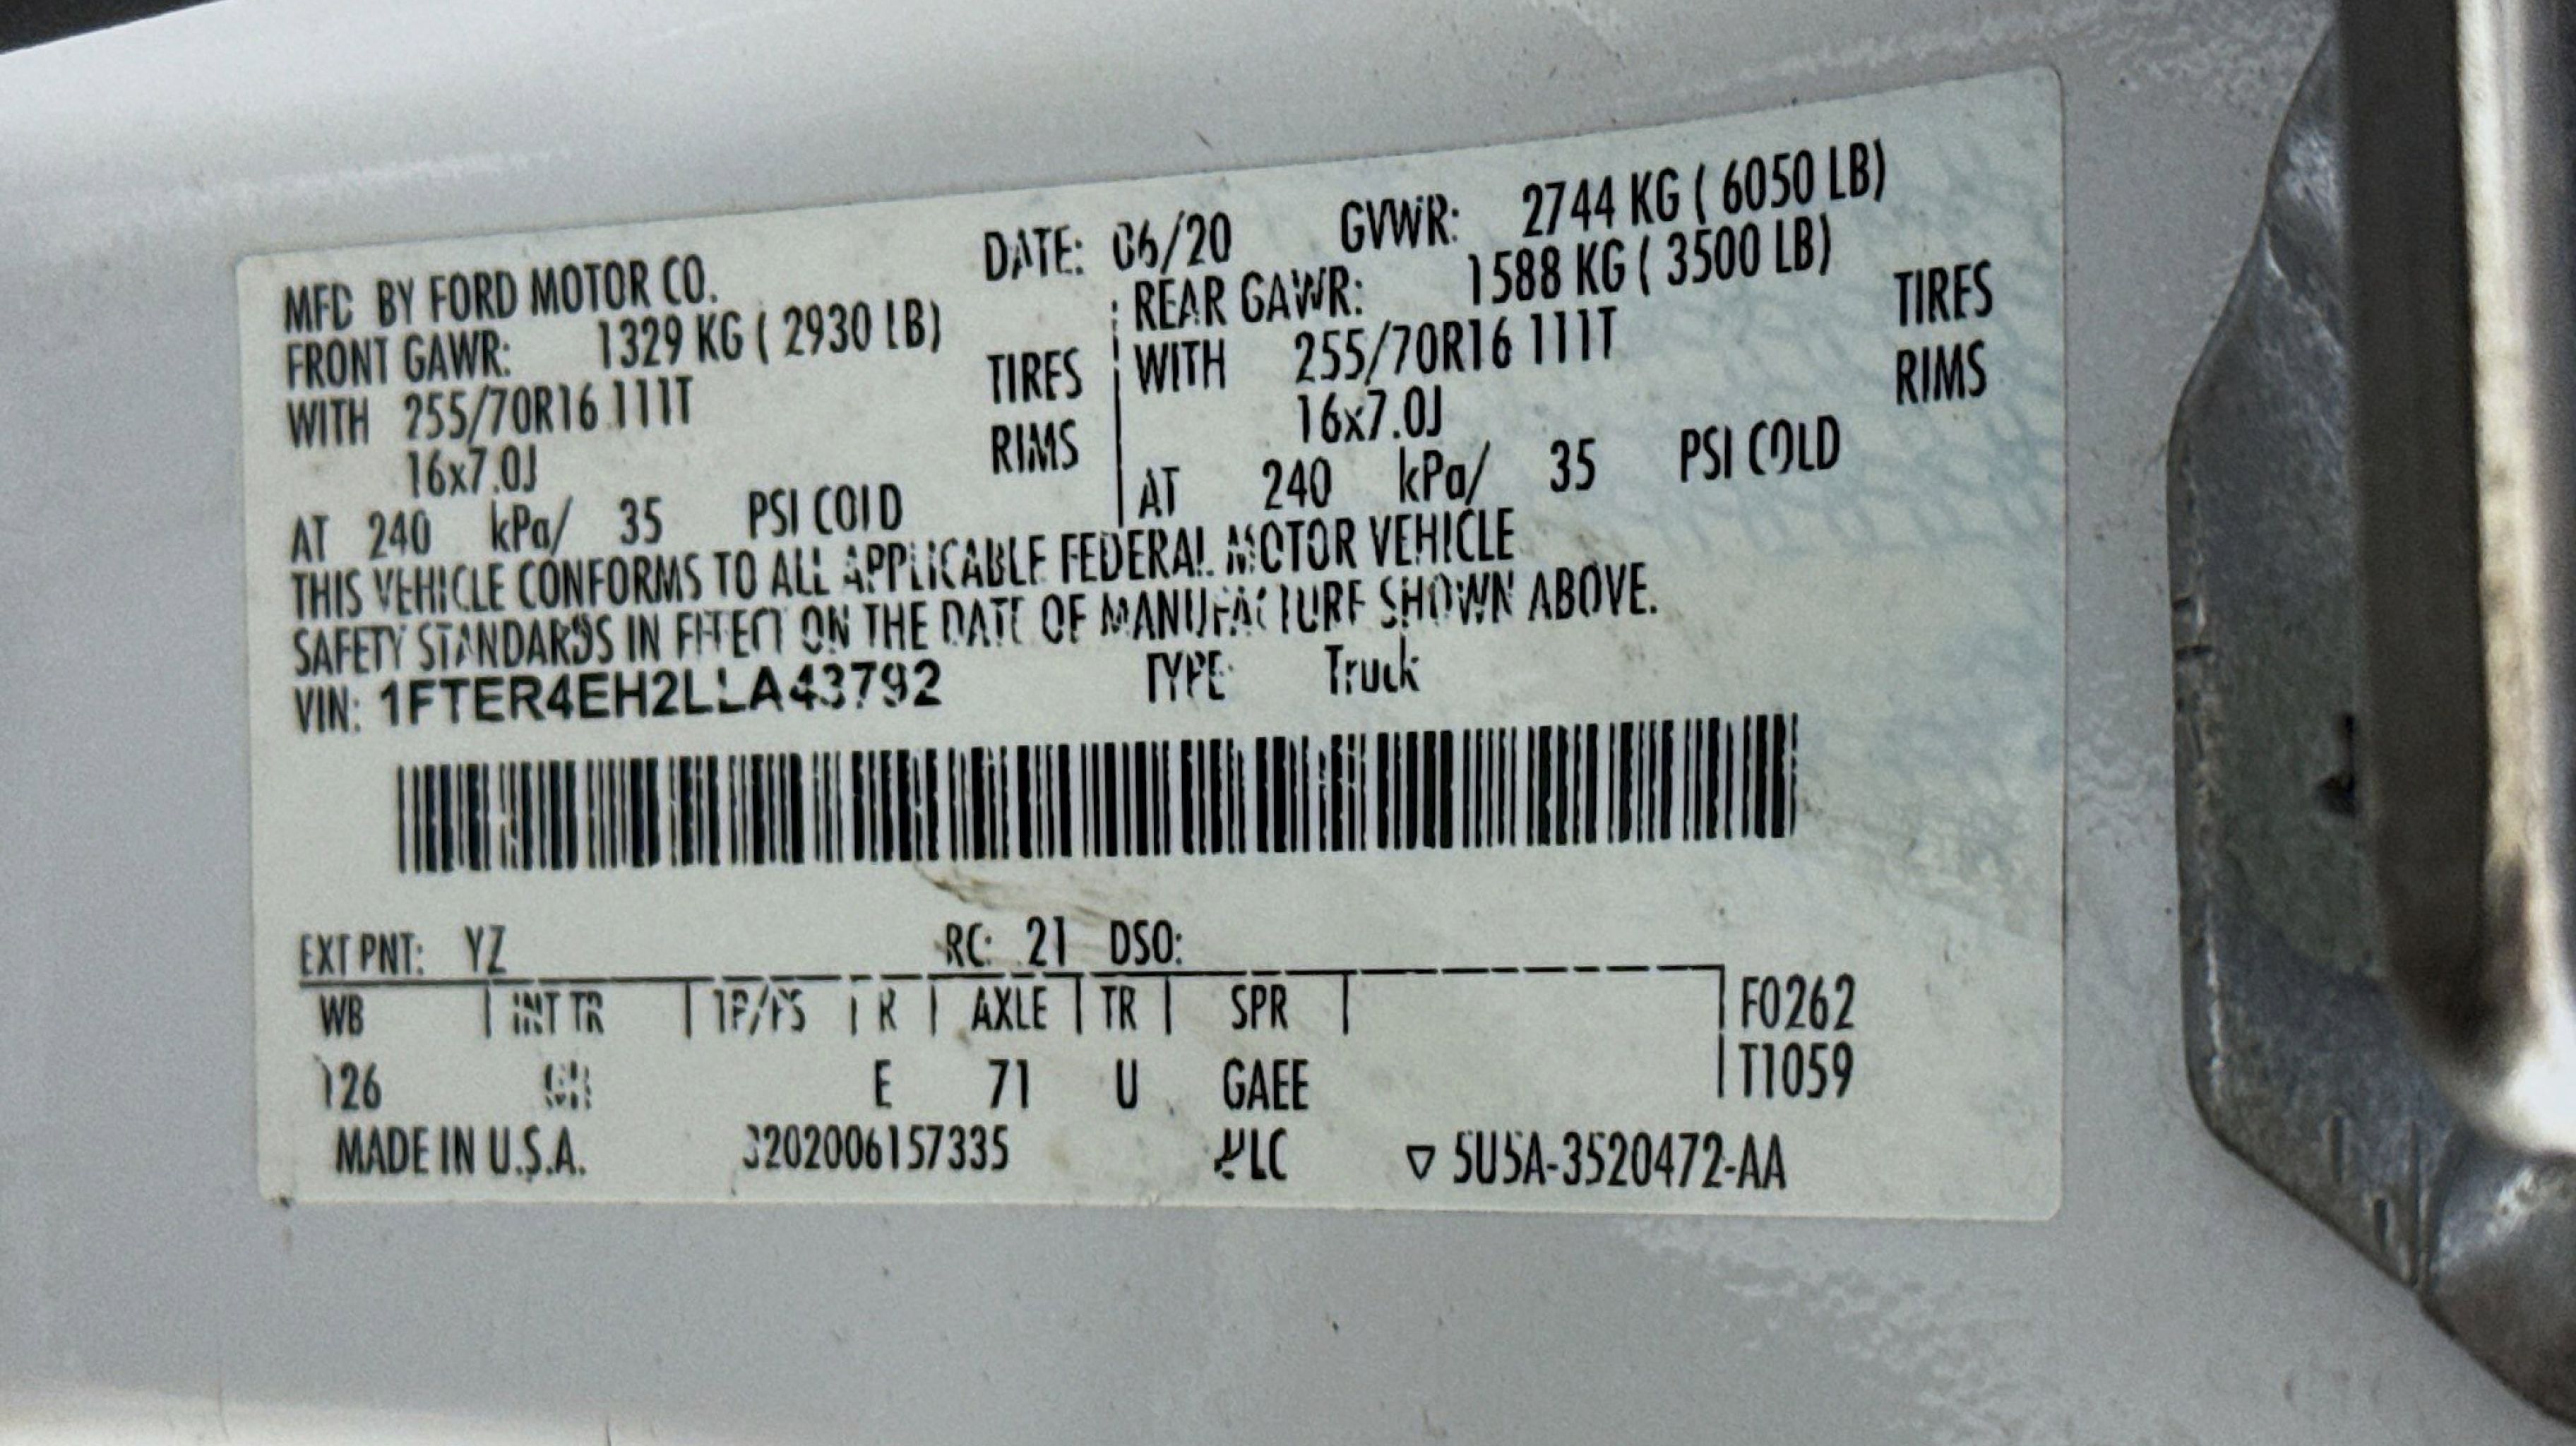 MFD BY FORD MOTOR CO. DATE: 06/20 GVWR: 2744 KG ( 6050 LB)
FRONT GAWR: 1329 KG ( 2930 LB) REAR GAWR: 1588 KG ( 3500 LB)
WITH 255/70R16 111T TIRES WITH 255/70R16 111T TIRES
16x7.0J RIMS 16x7.0J RIMS
AT 240 kPa/ 35 PSI COLD AT 240 kPa/ 35 PSI COLD
THIS VEHICLE CONFORMS TO ALL APPLICABLE FEDERAL MOTOR VEHICLE
SAFETY STANDARDS IN EFFECT ON THE DATE OF MANUFACTURE SHOWN ABOVE.
VIN: 1FTER4EH2LLA43792 TYPE: Truck
EXT PNT: YZ RC: 21 DSO:
WB INT TR TP/PS R AXLE TR SPR F0262
126 E 71 U GAEE T1059
MADE IN U.S.A. 3202006157335 ▽ 5U5A-3520472-AA